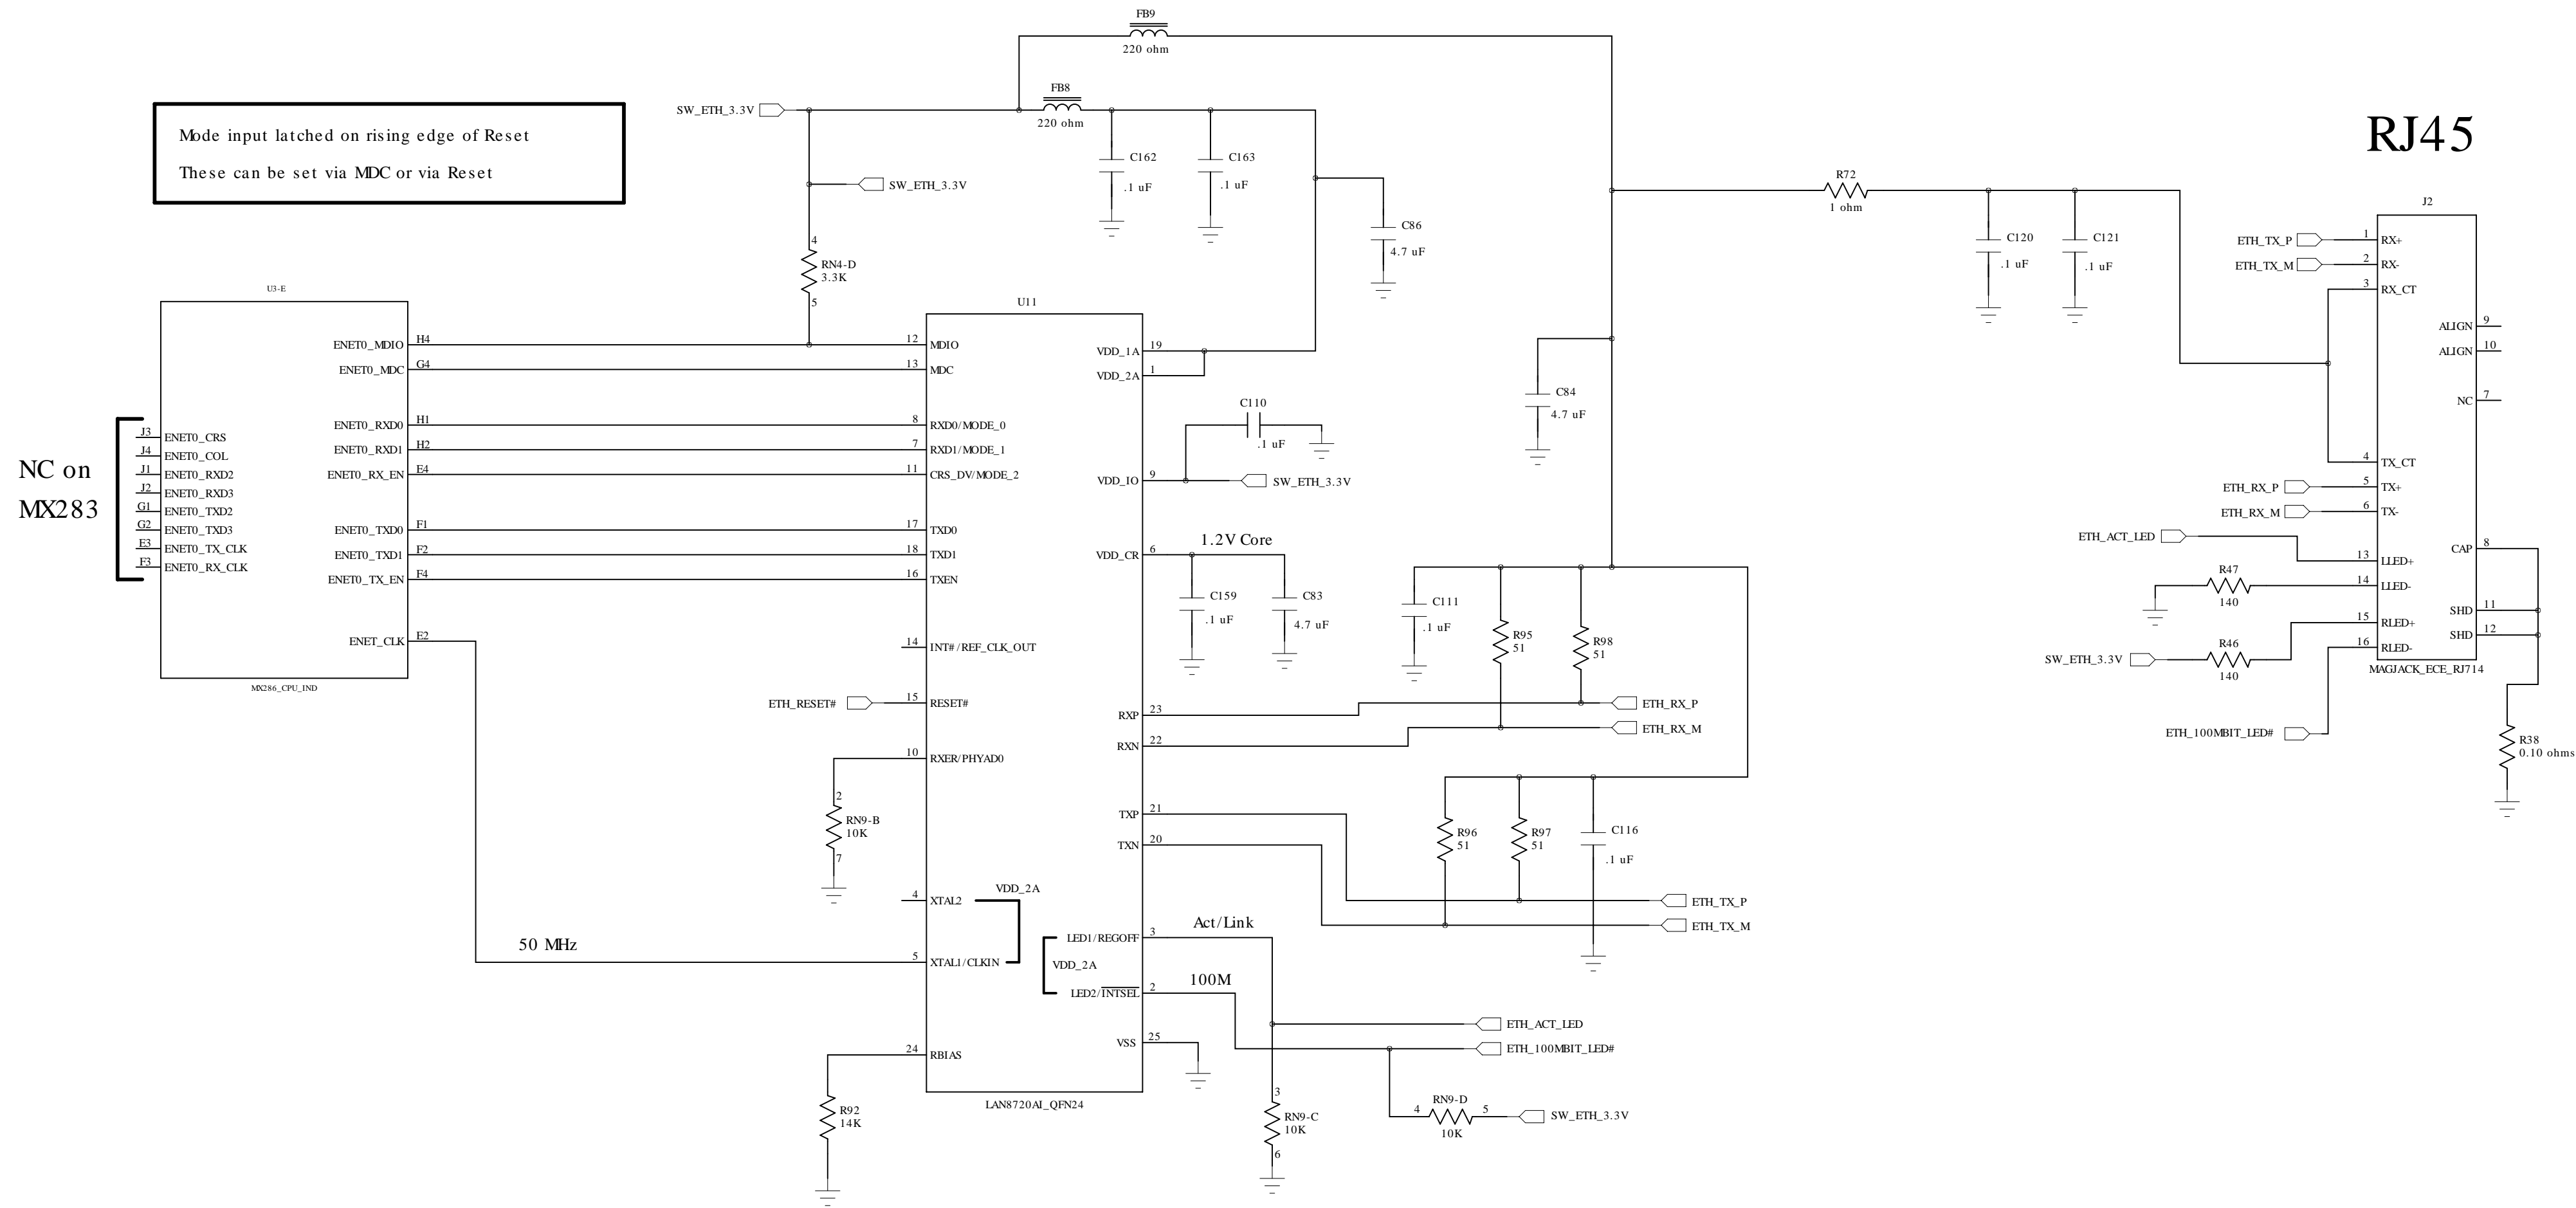 FB9
220 ohm
FB8
220 ohm
SW_ETH_3.3V
Mode input latched on rising edge of Reset
These can be set via MDC or via Reset
SW_ETH_3.3V
C162
.1 uF
C163
.1 uF
C86
4.7 uF
4
RN4-D
3.3K
5
R72
1 ohm
C120
.1 uF
C121
.1 uF
RJ45
J2
ETH_TX_P
1
RX+
ETH_TX_M
2
RX-
3
RX_CT
ALIGN
9
ALIGN
10
NC
7
4
TX_CT
ETH_RX_P
5
TX+
ETH_RX_M
6
TX-
ETH_ACT_LED
CAP
8
13
LLED+
R47
140
14
LLED-
SHD
11
15
RLED+
SHD
12
R46
140
16
RLED-
SW_ETH_3.3V
MAGJACK_ECE_RJ714
ETH_100MBIT_LED#
R38
0.10 ohms
U3-E
NC on
MX283
J3
ENET0_CRS
J4
ENET0_COL
J1
ENET0_RXD2
J2
ENET0_RXD3
G1
ENET0_TXD2
G2
ENET0_TXD3
E3
ENET0_TX_CLK
F3
ENET0_RX_CLK
ENET0_MDIO
H4
ENET0_MDC
G4
ENET0_RXD0
H1
ENET0_RXD1
H2
ENET0_RX_EN
E4
ENET0_TXD0
F1
ENET0_TXD1
F2
ENET0_TX_EN
F4
ENET_CLK
E2
MX286_CPU_IND
U11
12
MDIO
13
MDC
8
RXD0/MODE_0
7
RXD1/MODE_1
11
CRS_DV/MODE_2
17
TXD0
18
TXD1
16
TXEN
14
INT#/REF_CLK_OUT
ETH_RESET#
15
RESET#
10
RXER/PHYAD0
2
RN9-B
10K
7
4
XTAL2
VDD_2A
50 MHz
5
XTAL1/CLKIN
24
RBIAS
R92
14K
LAN8720AI_QFN24
VDD_1A
19
VDD_2A
1
C110
.1 uF
VDD_IO
9
SW_ETH_3.3V
C84
4.7 uF
VDD_CR
6
1.2V Core
C159
.1 uF
C83
4.7 uF
C111
.1 uF
R95
51
R98
51
RXP
23
ETH_RX_P
RXN
22
ETH_RX_M
TXP
21
TXN
20
R96
51
R97
51
C116
.1 uF
ETH_TX_P
ETH_TX_M
LED1/REGOFF
3
Act/Link
VDD_2A
LED2/INTSEL
2
100M
VSS
25
ETH_ACT_LED
ETH_100MBIT_LED#
3
RN9-C
10K
6
RN9-D
4
5
10K
SW_ETH_3.3V